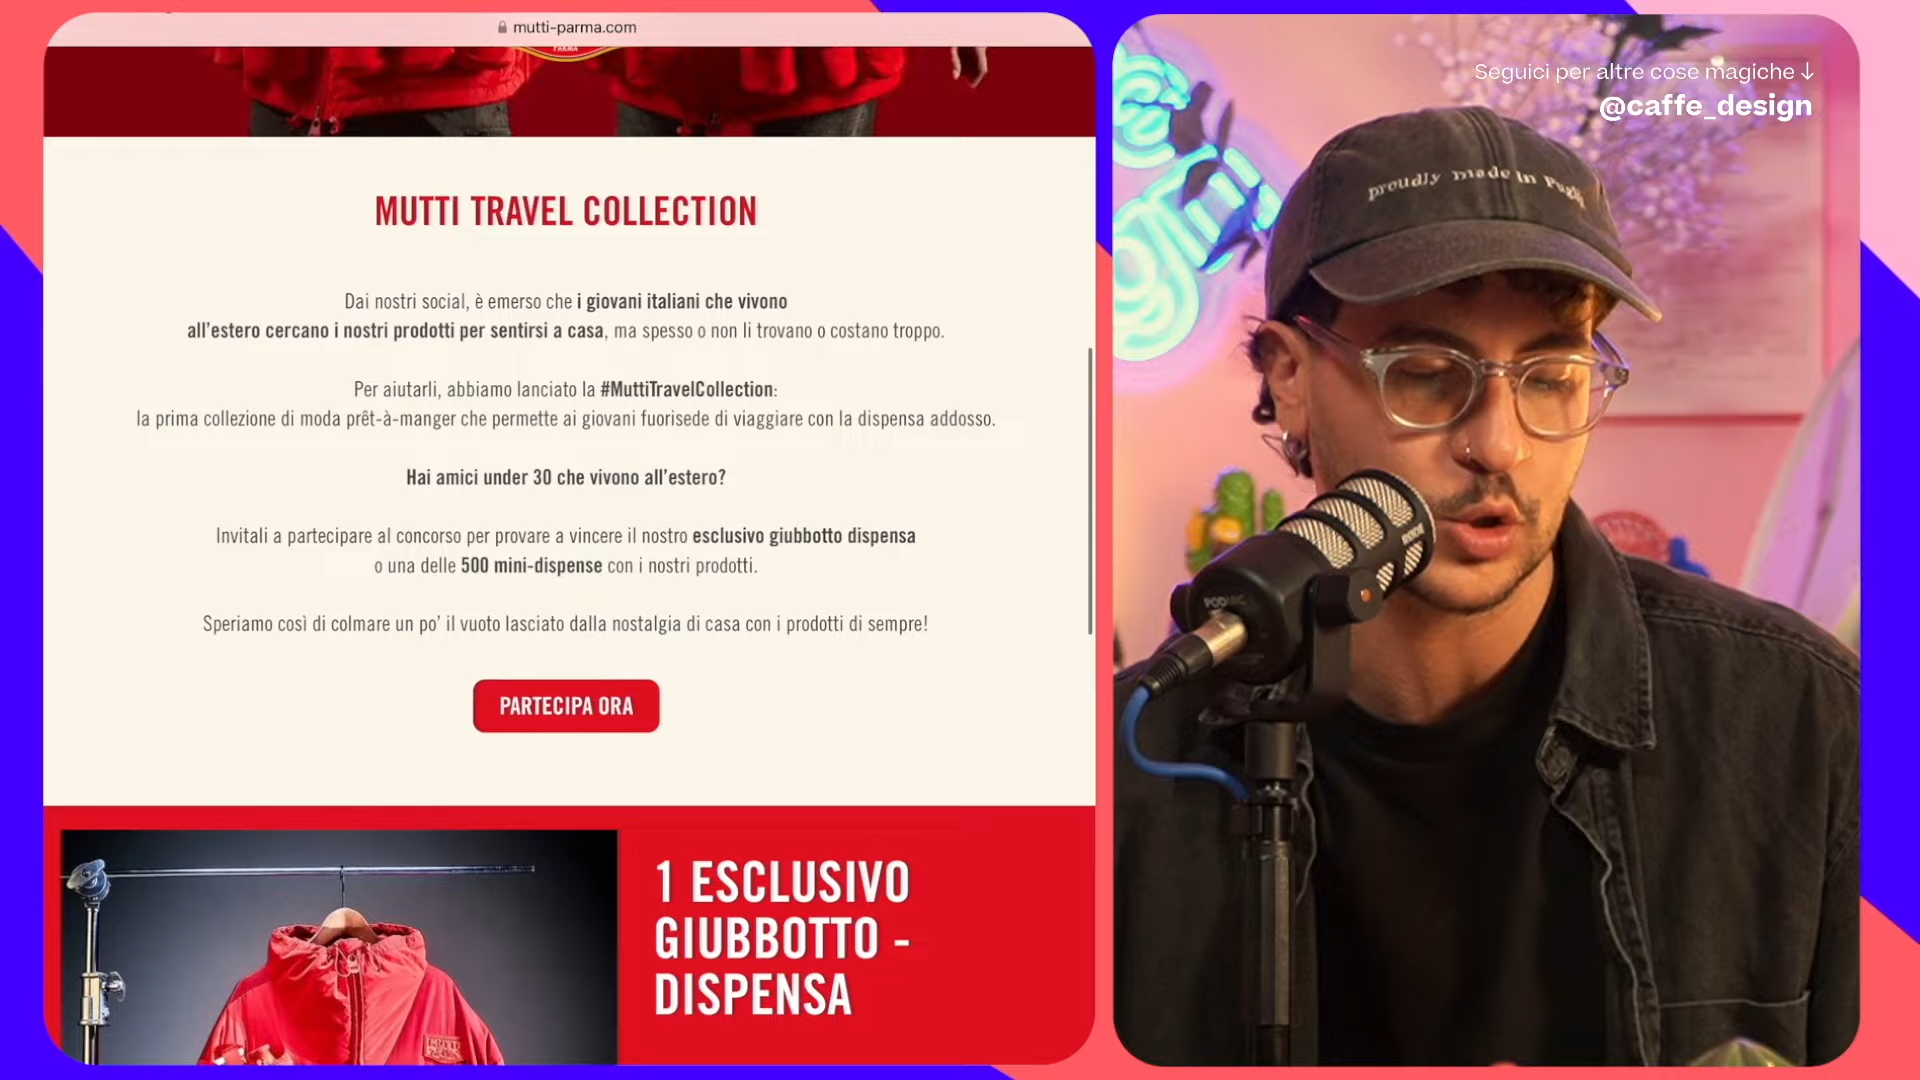 mutti-parma.com
PARMA
MUTTI TRAVEL COLLECTION
Dai nostri social, è emerso che i giovani italiani che vivono
all'estero cercano i nostri prodotti per sentirsi a casa, ma spesso o non li trovano o costano troppo.
Per aiutarli, abbiamo lanciato la #MuttiTravelCollection:
la prima collezione di moda prêt-à-manger che permette ai giovani fuorisede di viaggiare con la dispensa addosso.
Hai amici under 30 che vivono all'estero?
Invitali a partecipare al concorso per provare a vincere il nostro esclusivo giubbotto dispensa
o una delle 500 mini-dispense con i nostri prodotti.
Speriamo così di colmare un po' il vuoto lasciato dalla nostalgia di casa con i prodotti di sempre!
PARTECIPA ORA
1 ESCLUSIVO
GIUBBOTTO -
DISPENSA
MUTTI
Seguici per altre cose magiche ↓
@caffe_design
proudly made in Puglia